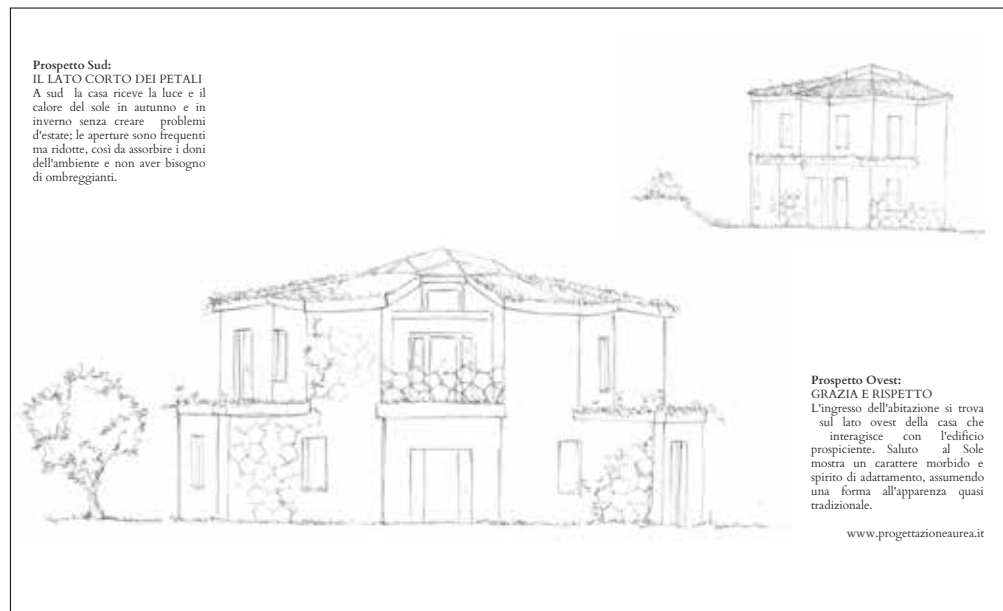 Prospetto Sud:
IL LATO CORTO DEI PETALI
A sud la casa riceve la luce e il
calore del sole in autunno e in
inverno senza creare problemi
d'estate; le aperture sono frequenti
ma ridotte, così da assorbire i doni
dell'ambiente e non aver bisogno
di ombreggianti.
Prospetto Ovest:
GRAZIA E RISPETTO
L'ingresso dell'abitazione si trova
sul lato ovest della casa che
interagisce con l'edificio
prospiciente. Saluto al Sole
mostra un carattere morbido e
spirito di adattamento, assumendo
una forma all'apparenza quasi
tradizionale.
www.progettazioneaurea.it